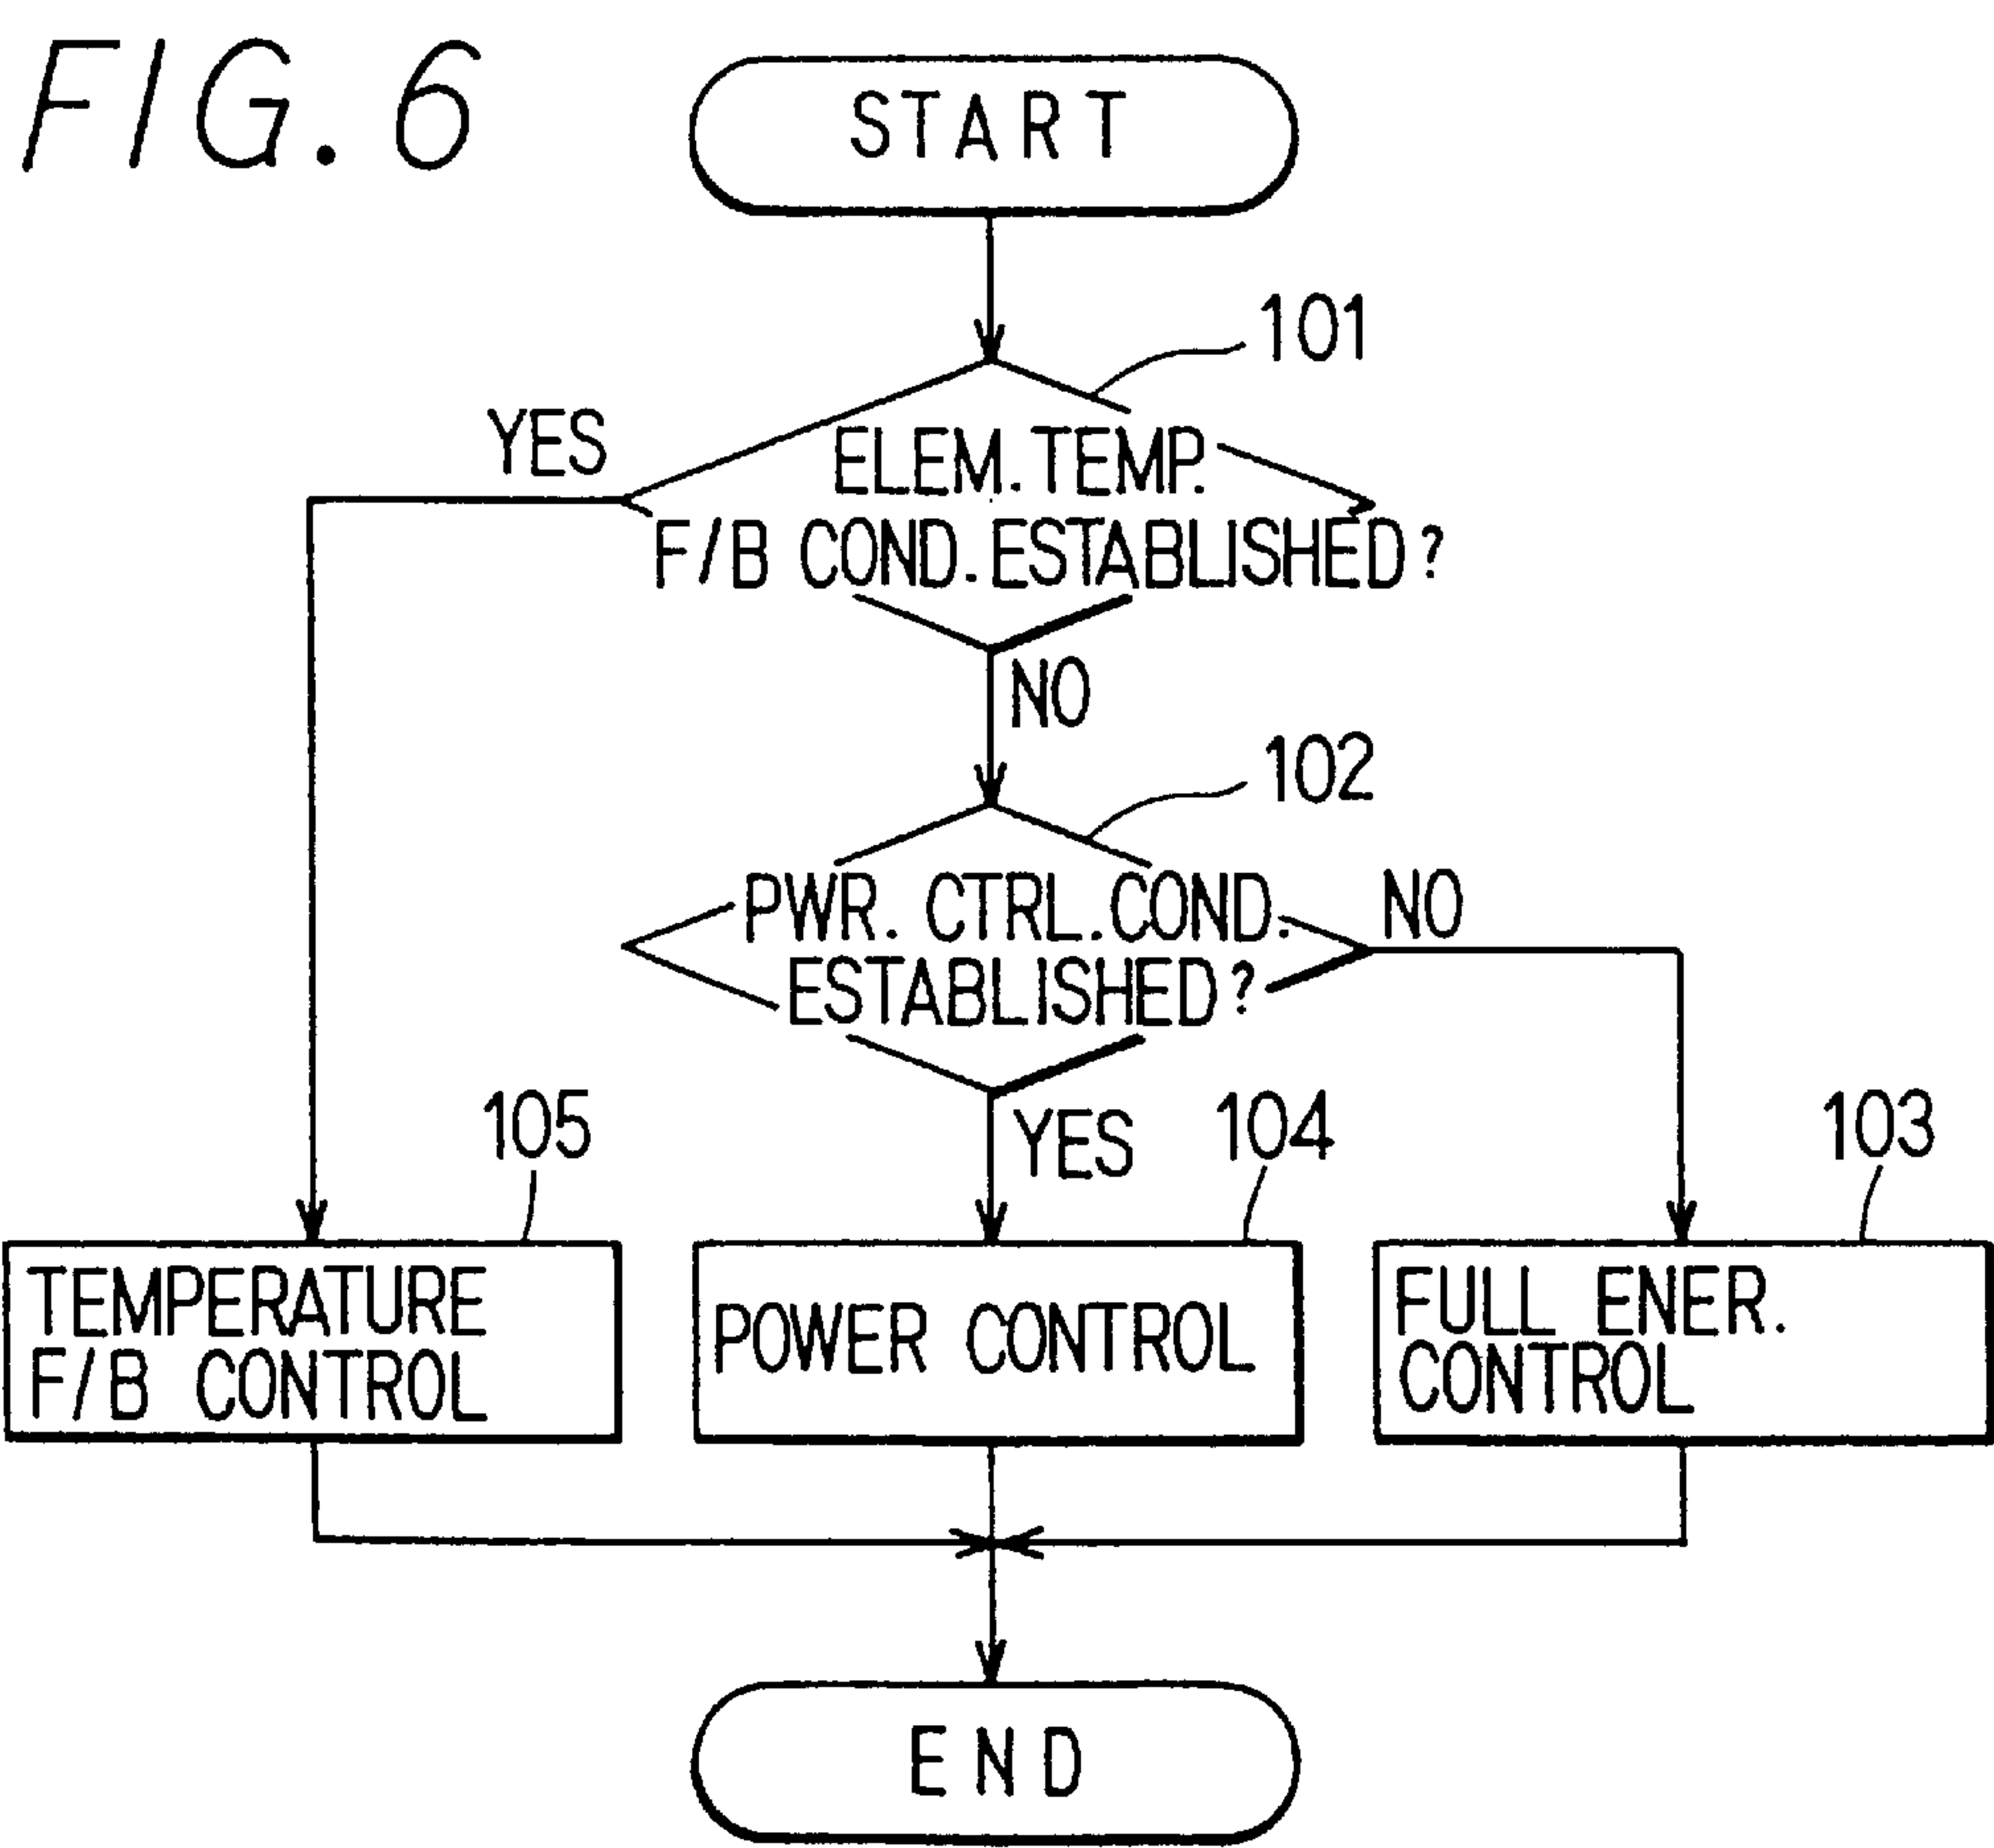 FIG. 6
START
101
YES
ELEM.TEMP.
F/B COND.ESTABLISHED?
NO
102
PWR. CTRL.COND.
ESTABLISHED?
NO
YES
105
104
103
TEMPERATURE
F/B CONTROL
POWER CONTROL
FULL ENER.
CONTROL
END